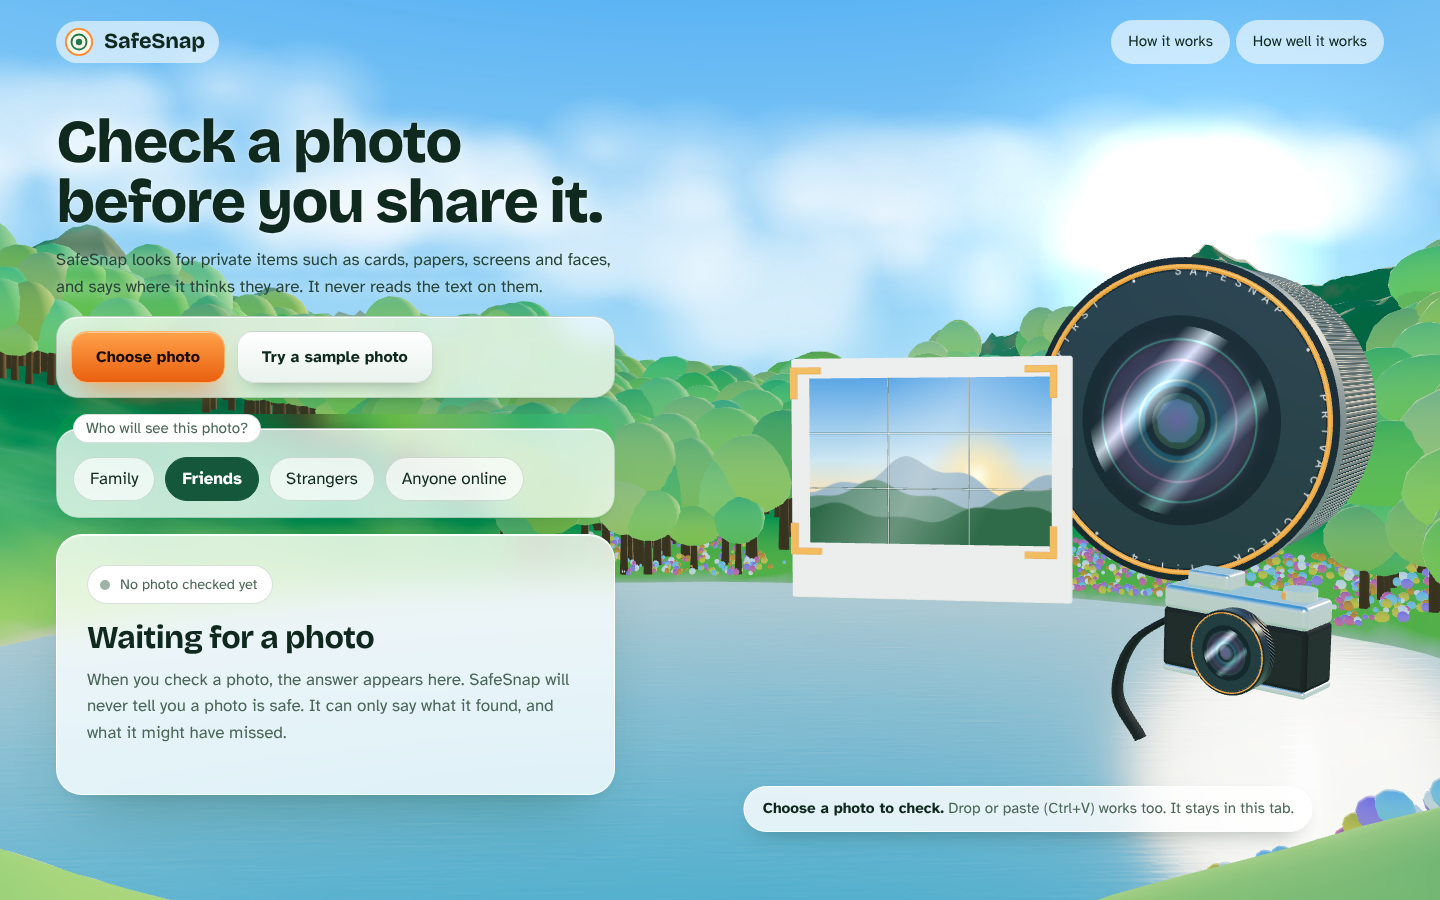 SafeSnap
How it works
How well it works
Check a photo
before you share it.
SafeSnap looks for private items such as cards, papers, screens and faces,
and says where it thinks they are. It never reads the text on them.
Choose photo
Try a sample photo
Who will see this photo?
Family
Friends
Strangers
Anyone online
No photo checked yet
Waiting for a photo
When you check a photo, the answer appears here. SafeSnap will
never tell you a photo is safe. It can only say what it found, and
what it might have missed.
SAFESNAP • PRIVACY CHECK •
Choose a photo to check. Drop or paste (Ctrl+V) works too. It stays in this tab.